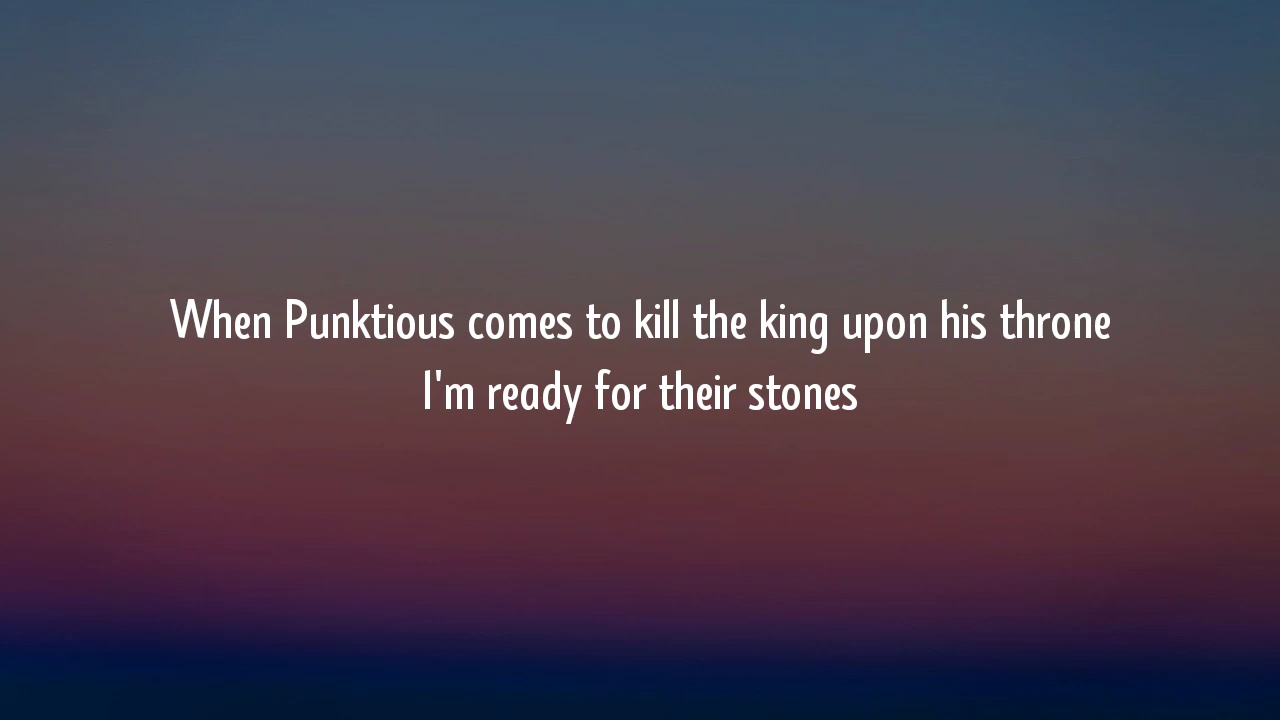 When Punktious comes to kill the king upon his throne
I'm ready for their stones